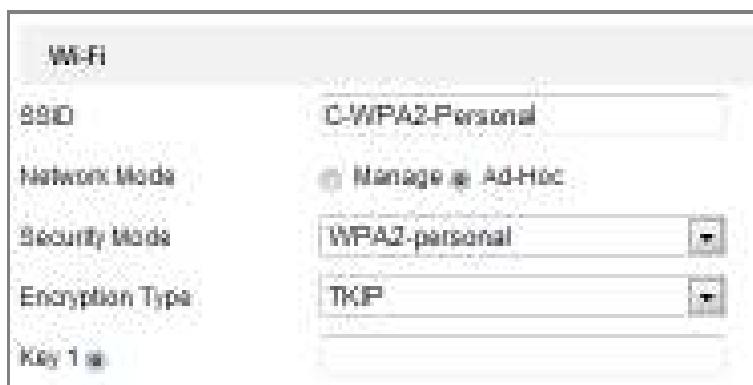 Wi-Fi
SSID C-WPA2-Personal
Network Mode Manage Ad-Hoc
Security Mode WPA2-personal
Encryption Type TKIP
Key 1